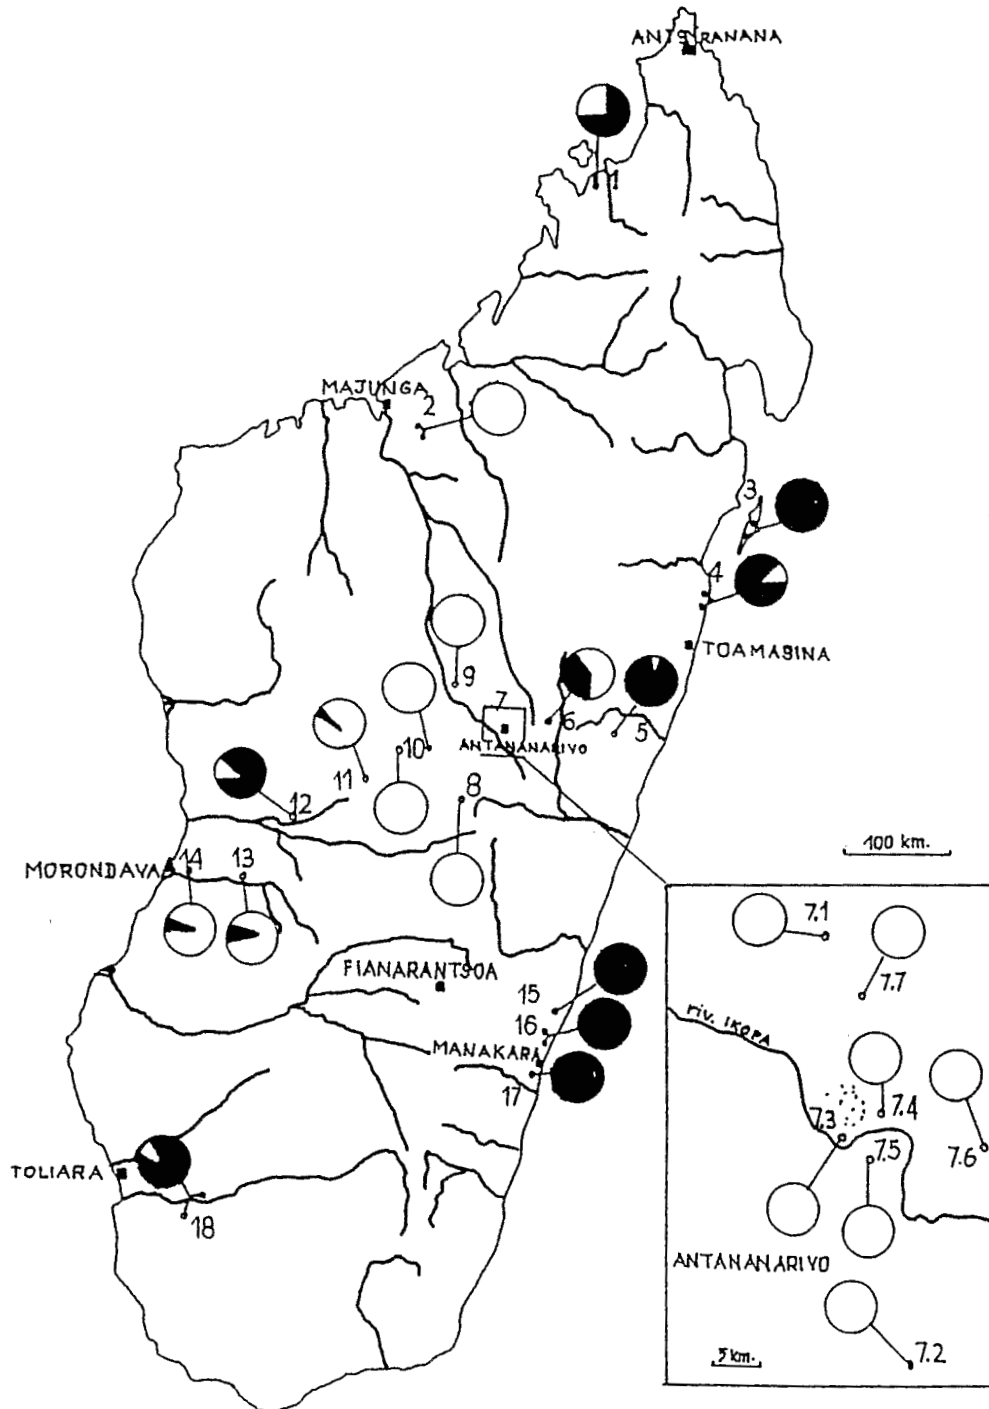 ANTSIRANANA
1
MAJUNGA
2
3
4
TOAMASINA
5
6
7
ANTANANARIVO
9
10
11
8
12
100 km.
MORONDAVA
14
13
FIANARANTSOA
15
16
MANAKARA
17
TOLIARA
18
7.1
7.7
riv. IKOPA
7.3
7.4
7.5
7.6
ANTANANARIVO
5 km.
7.2